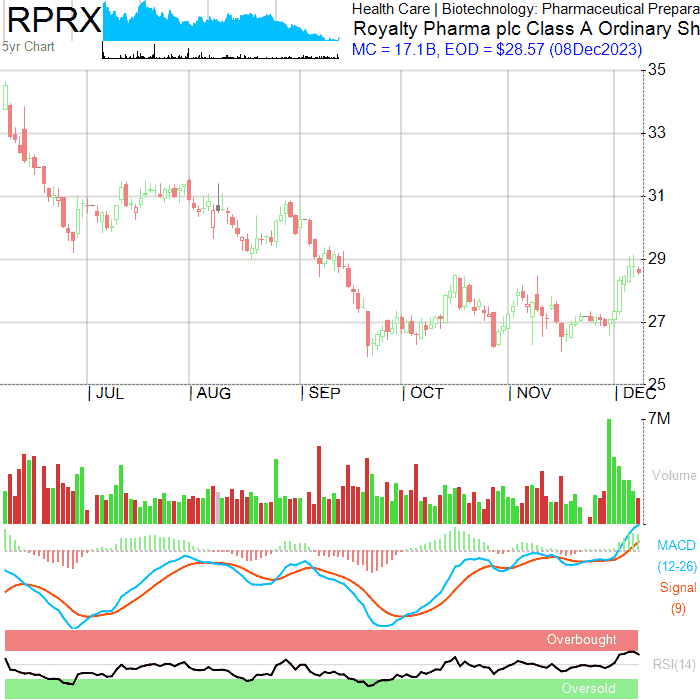 RPRX
Health Care | Biotechnology: Pharmaceutical Prepara
Royalty Pharma plc Class A Ordinary Sh
5yr Chart
MC = 17.1B, EOD = $28.57 (08Dec2023)
35
33
31
29
27
25
JUL AUG SEP OCT NOV DEC
7M
Volume
MACD
(12-26)
Signal
(9)
Overbought
RSI(14)
Oversold